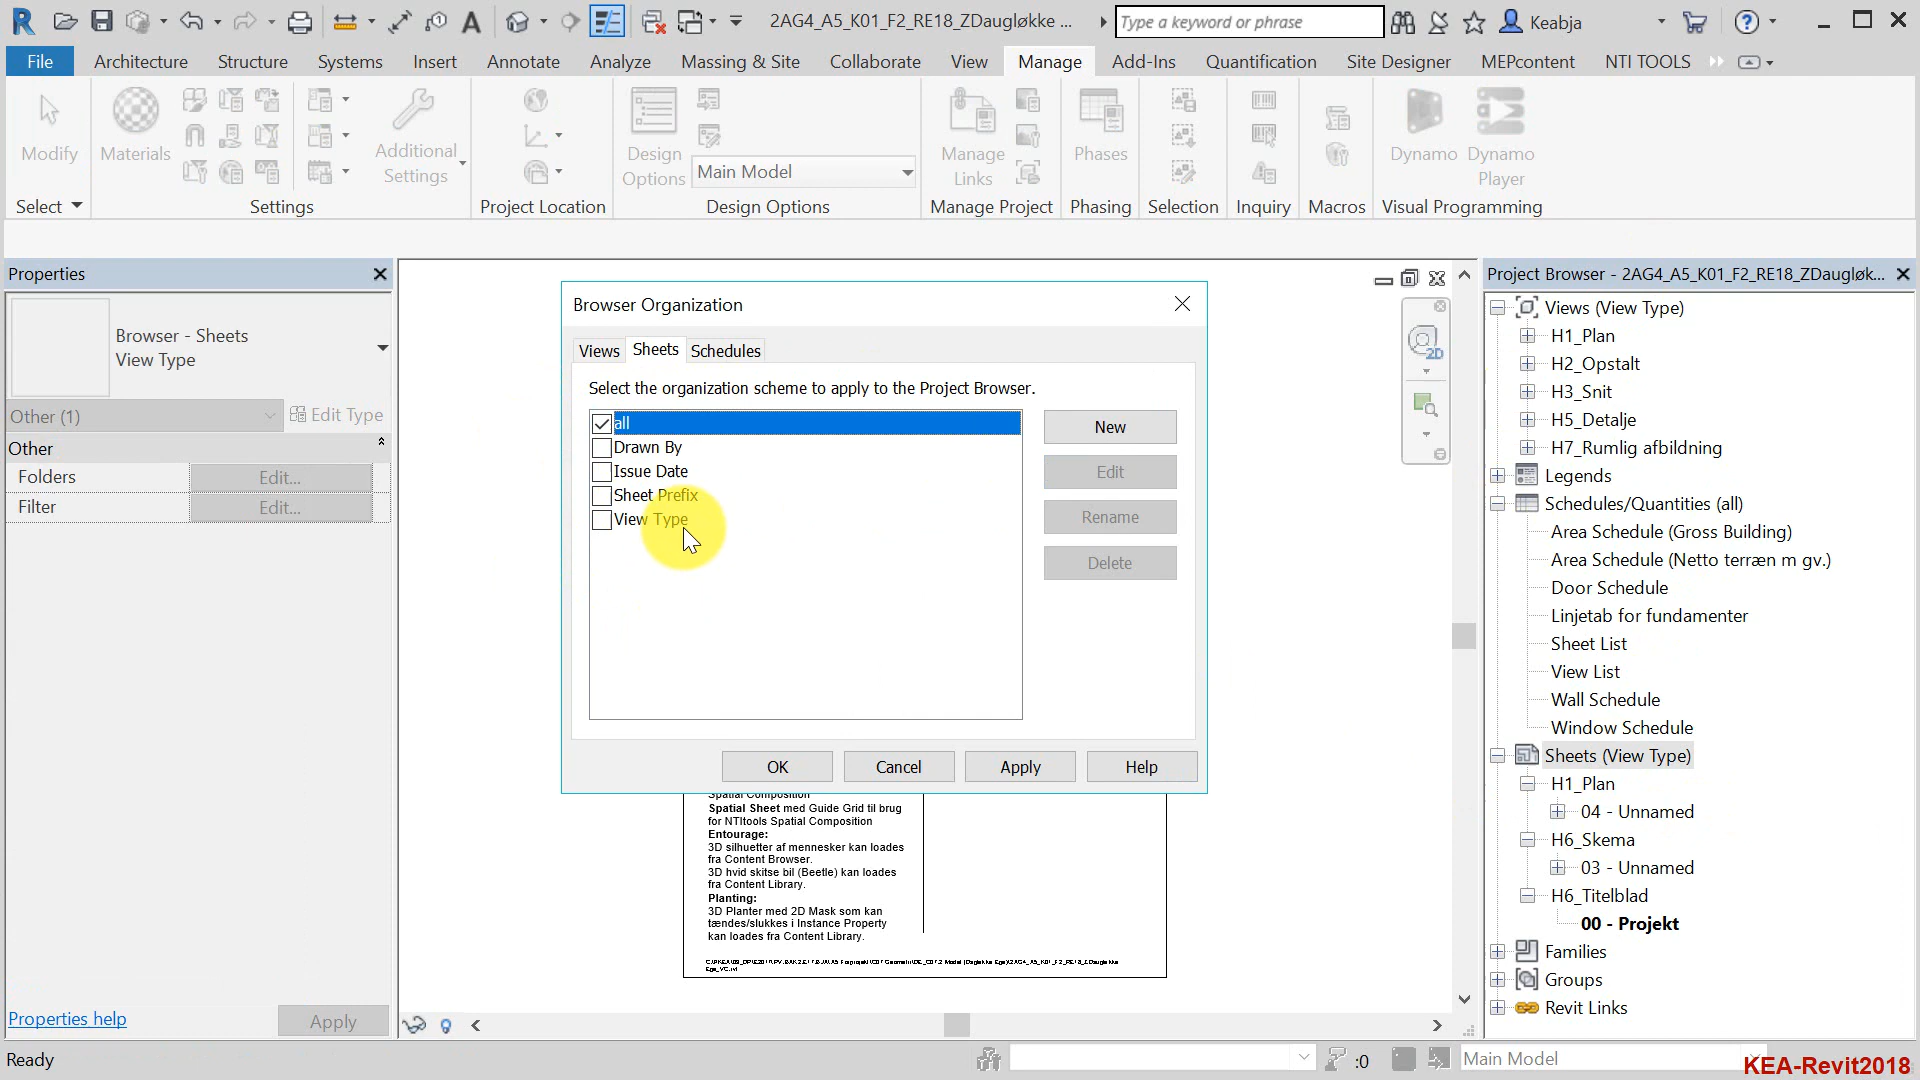 2AG4_A5_K01_F2_RE18_ZDaugløkke ...
Type a keyword or phrase
Keabja
File Architecture Structure Systems Insert Annotate Analyze Massing & Site Collaborate View Manage Add-Ins Quantification Site Designer MEPcontent NTI TOOLS
Modify
Materials
Additional
Settings
Design
Options
Main Model
Manage
Links
Phases
Dynamo
Dynamo
Player
Select Settings Project Location Design Options Manage Project Phasing Selection Inquiry Macros Visual Programming
Properties
Browser - Sheets
View Type
Other (1)
Edit Type
Other
Folders Edit...
Filter Edit...
Properties help
Apply
Browser Organization
Views Sheets Schedules
Select the organization scheme to apply to the Project Browser.
all
Drawn By
Issue Date
Sheet Prefix
View Type
New
Edit
Rename
Delete
OK Cancel Apply Help
Spatial Composition
Spatial Sheet med Guide Grid til brug
for NTItools Spatial Composition
Entourage:
3D silhuetter af mennesker kan loades
fra Content Browser.
3D hvid skitse bil (Beetle) kan loades
fra Content Library.
Planting:
3D Planter med 2D Mask som kan
tændes/slukkes i Instance Property
kan loades fra Content Library.
2D
Project Browser - 2AG4_A5_K01_F2_RE18_ZDaugløk...
Views (View Type)
H1_Plan
H2_Opstalt
H3_Snit
H5_Detalje
H7_Rumlig afbildning
Legends
Schedules/Quantities (all)
Area Schedule (Gross Building)
Area Schedule (Netto terræn m gv.)
Door Schedule
Linjetab for fundamenter
Sheet List
View List
Wall Schedule
Window Schedule
Sheets (View Type)
H1_Plan
04 - Unnamed
H6_Skema
03 - Unnamed
H6_Titelblad
00 - Projekt
Families
Groups
Revit Links
Ready
:0
Main Model
KEA-Revit2018